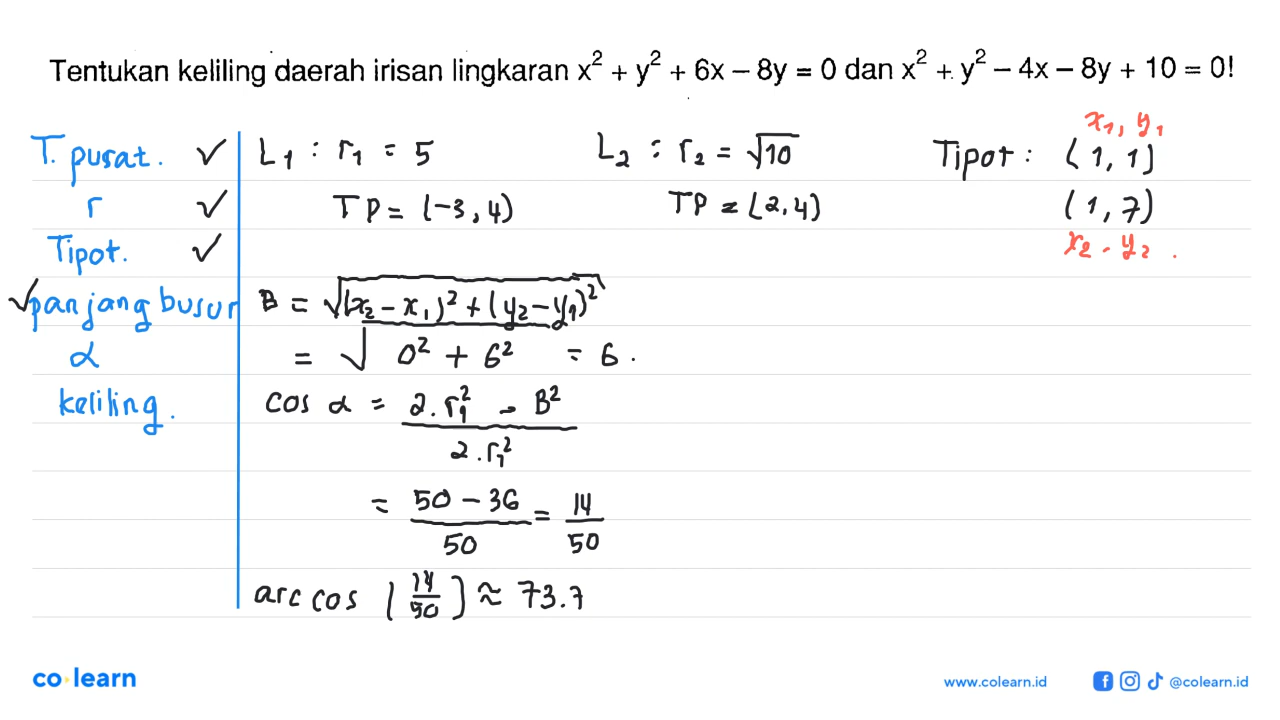 Tentukan keliling daerah irisan lingkaran x² + y² + 6x − 8y = 0 dan x² + y² − 4x − 8y + 10 = 0!
x₁, y₁
T. pusat. ✓ L₁ : r₁ = 5 L₂ : r₂ = √10 Tipot : (1, 1)
r ✓ TP = (−3, 4) TP = (2,4) (1, 7)
Tipot. ✓ x₂ - y₂ .
✓panjang busur B = √(x₂ − x₁)² + (y₂ − y₁)²
α = √ 0² + 6² = 6 .
keliling. cos α = 2. r₁² - B²
2 . r₁²
= 50 − 36 = 14
50 50
arc cos (14/50) ≈ 73.7
co·learn www.colearn.id @colearn.id